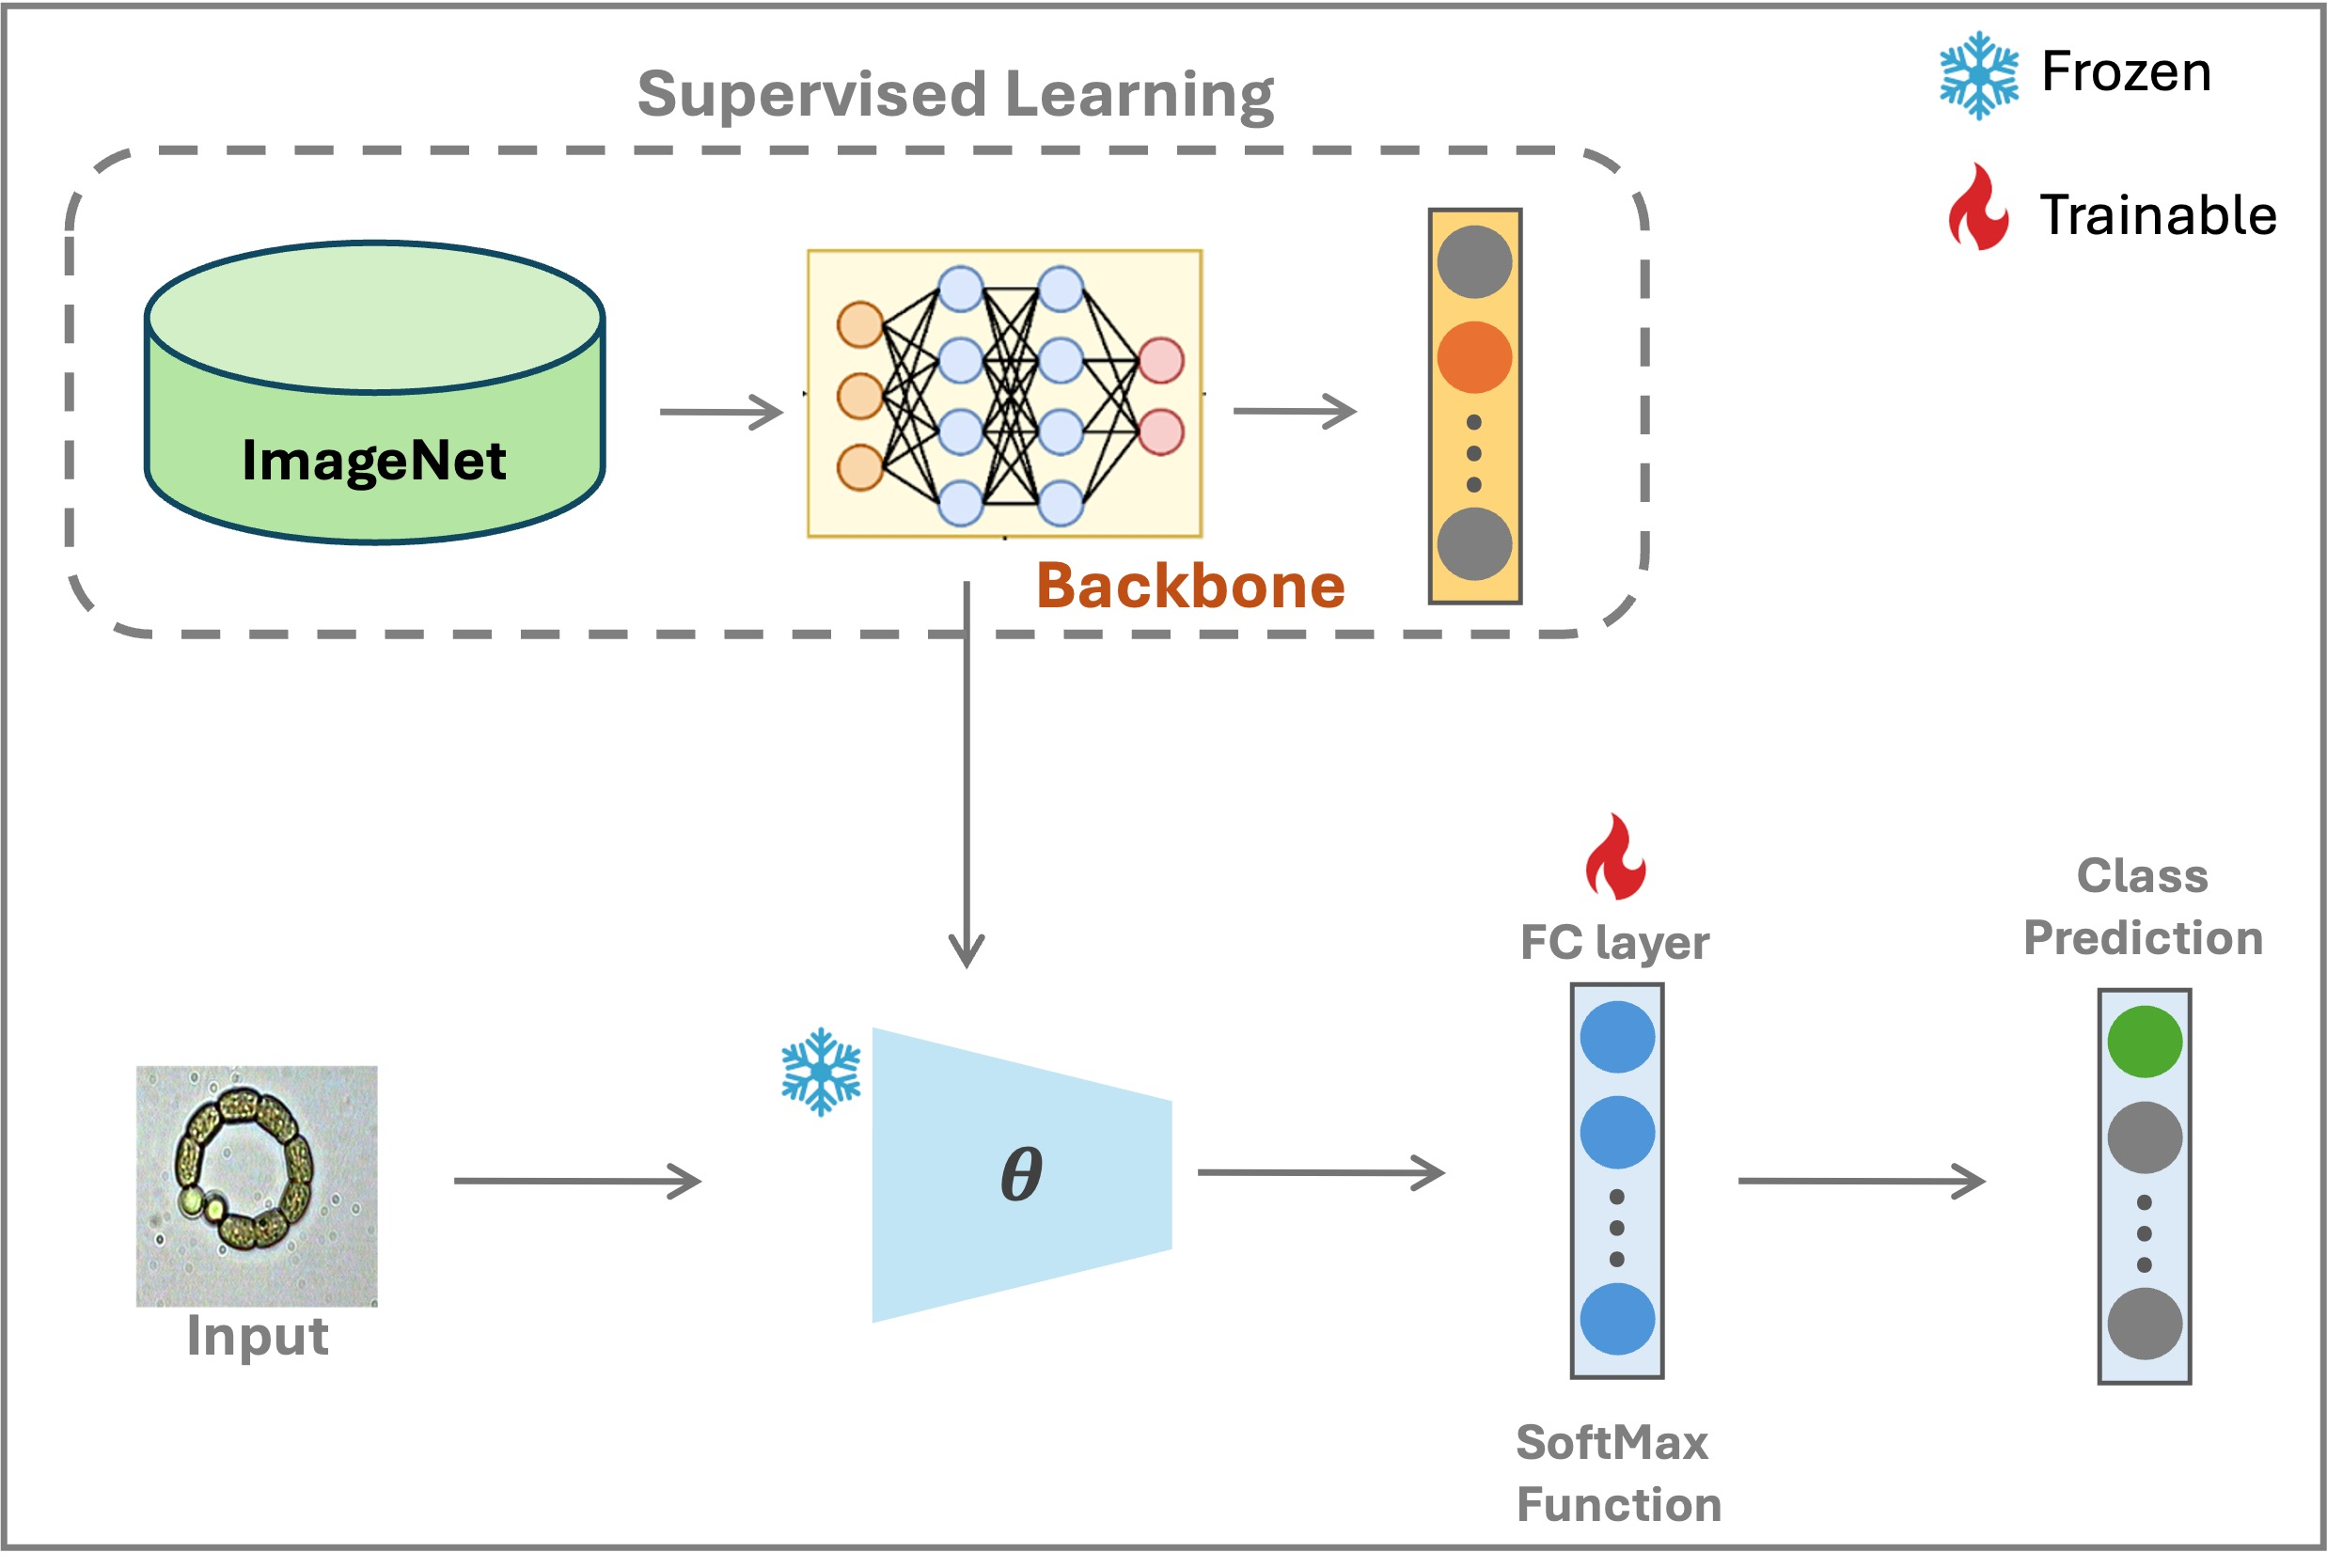 Supervised Learning
Frozen
Trainable
ImageNet
Backbone
FC layer
Class
Prediction
θ
Input
SoftMax
Function